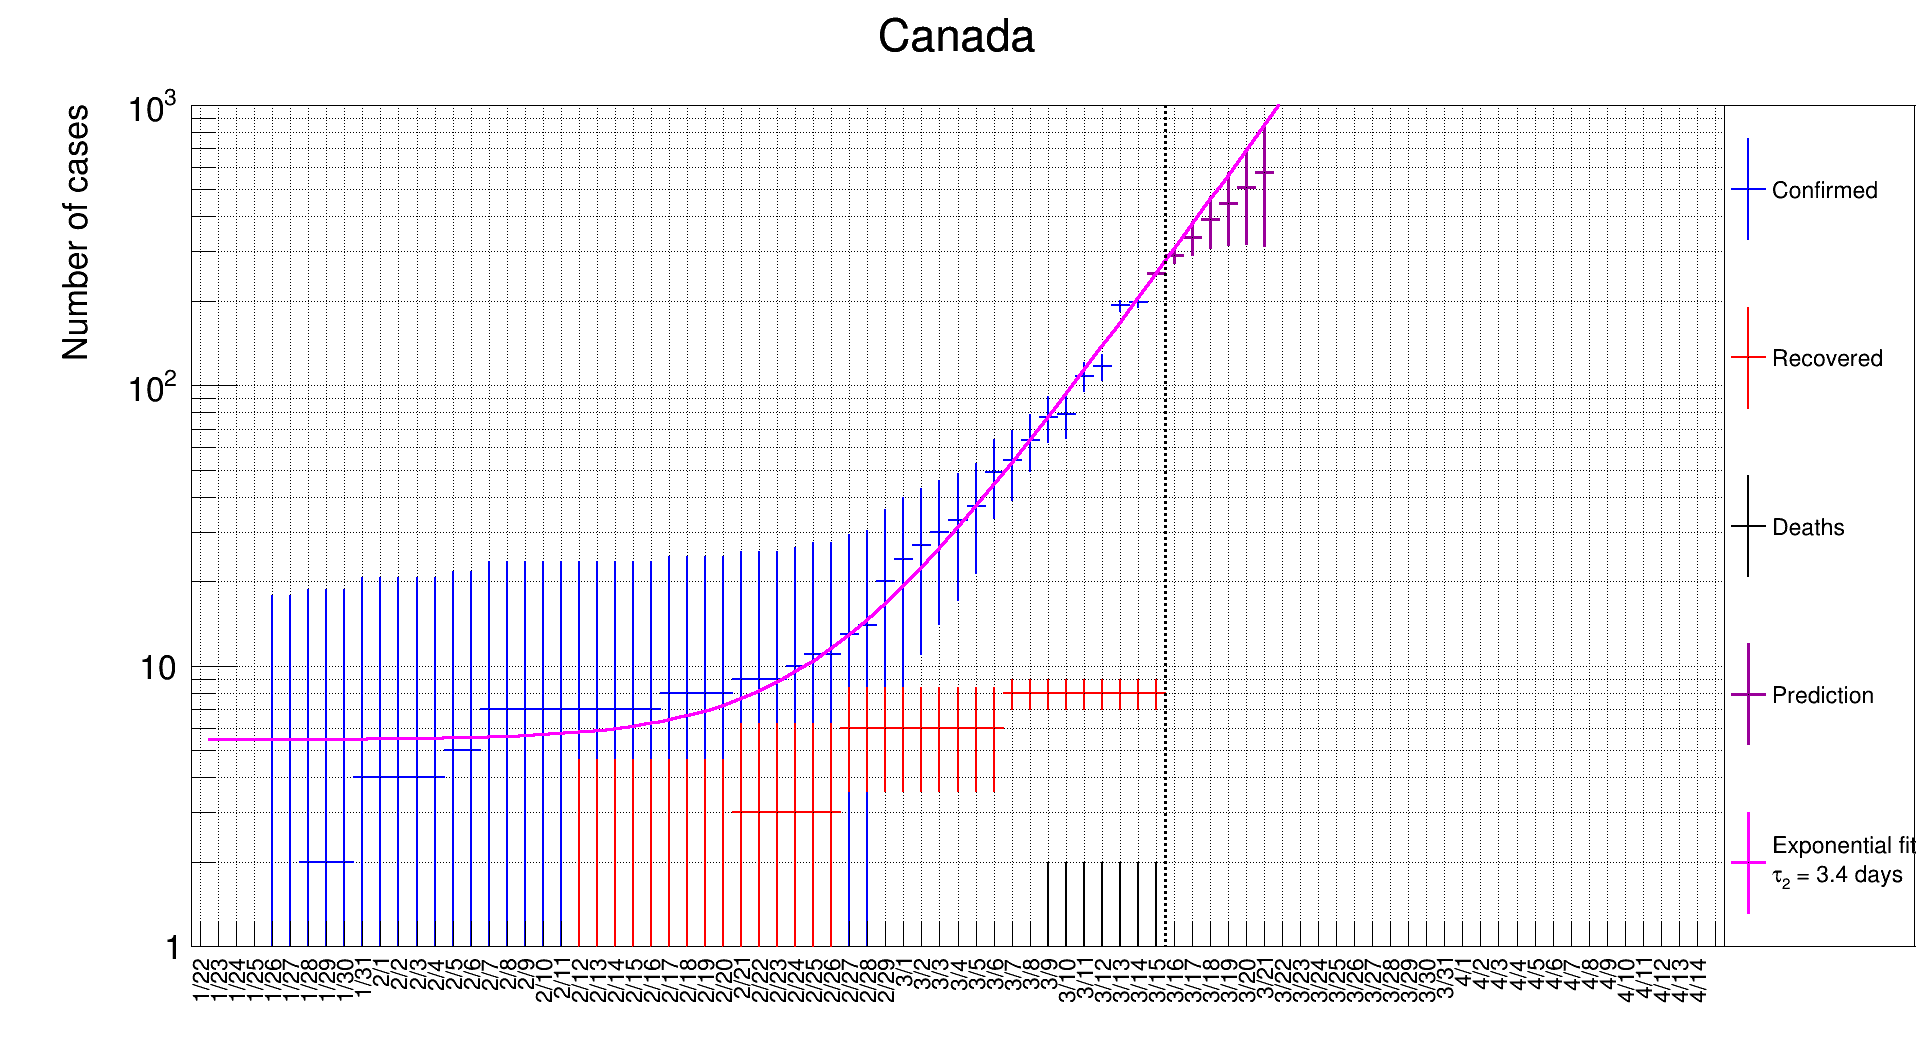 Canada
Number of cases
10³
10²
10
1
1/22 1/23 1/24 1/25 1/26 1/27 1/28 1/29 1/30 1/31 2/1 2/2 2/3 2/4 2/5 2/6 2/7 2/8 2/9 2/10 2/11 2/12 2/13 2/14 2/15 2/16 2/17 2/18 2/19 2/20 2/21 2/22 2/23 2/24 2/25 2/26 2/27 2/28 2/29 3/1 3/2 3/3 3/4 3/5 3/6 3/7 3/8 3/9 3/10 3/11 3/12 3/13 3/14 3/15 3/16 3/17 3/18 3/19 3/20 3/21 3/22 3/23 3/24 3/25 3/26 3/27 3/28 3/29 3/30 3/31 4/1 4/2 4/3 4/4 4/5 4/6 4/7 4/8 4/9 4/10 4/11 4/12 4/13 4/14
Confirmed
Recovered
Deaths
Prediction
Exponential fit
τ₂ = 3.4 days